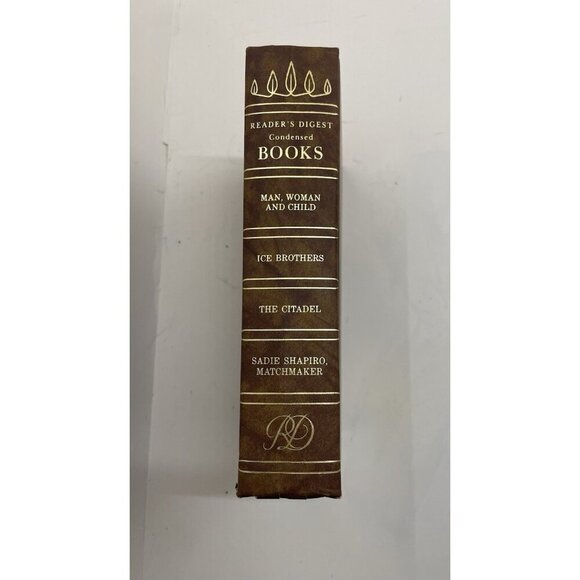 READER'S DIGEST
Condensed
BOOKS
MAN, WOMAN
AND CHILD
ICE BROTHERS
THE CITADEL
SADIE SHAPIRO,
MATCHMAKER
RD